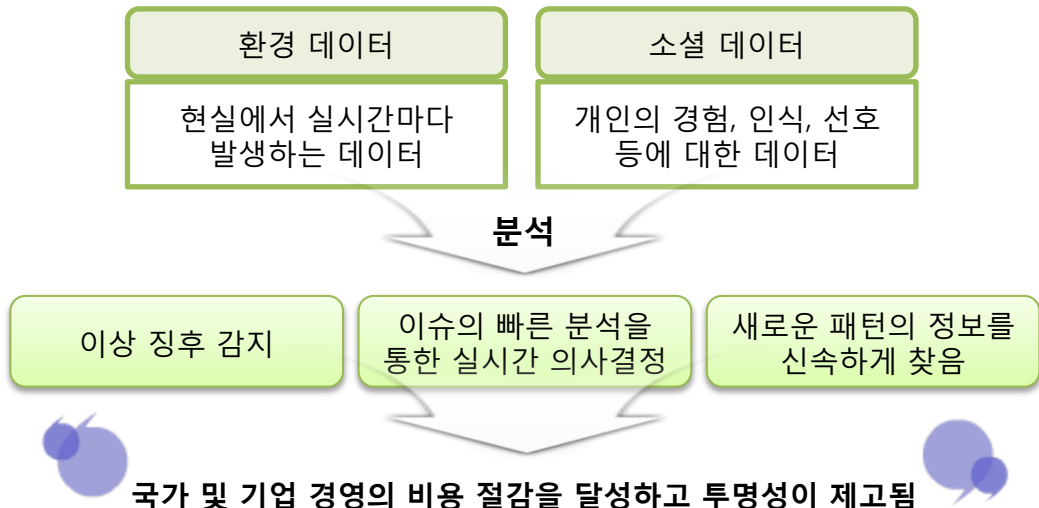 환경 데이터
소셜 데이터
현실에서 실시간마다
발생하는 데이터
개인의 경험, 인식, 선호
등에 대한 데이터
분석
이상 징후 감지
이슈의 빠른 분석을
통한 실시간 의사결정
새로운 패턴의 정보를
신속하게 찾음
국가 및 기업 경영의 비용 절감을 달성하고 투명성이 제고됨